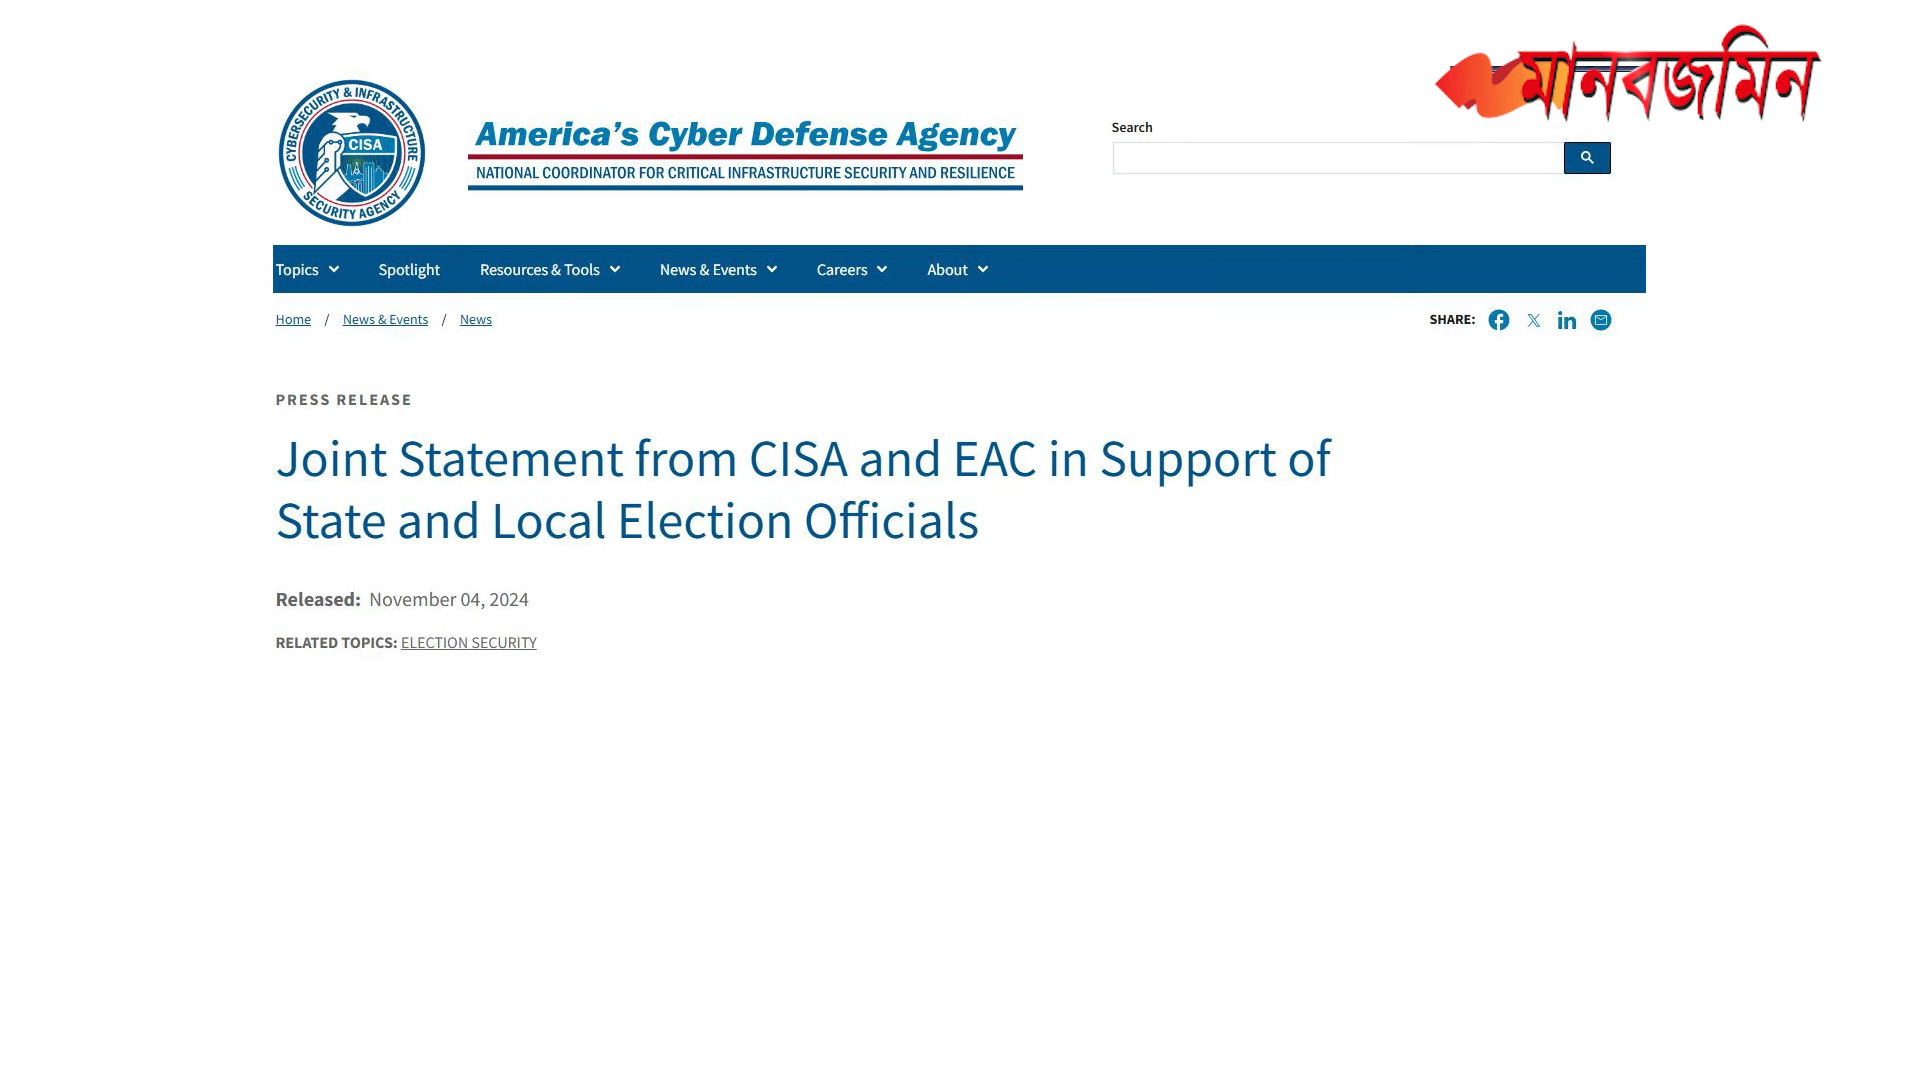 মানবজমিন
CYBERSECURITY & INFRASTRUCTURE
CISA
SECURITY AGENCY
America's Cyber Defense Agency
NATIONAL COORDINATOR FOR CRITICAL INFRASTRUCTURE SECURITY AND RESILIENCE
Search
Topics Spotlight Resources & Tools News & Events Careers About
Home / News & Events / News
SHARE:
PRESS RELEASE
Joint Statement from CISA and EAC in Support of
State and Local Election Officials
Released: November 04, 2024
RELATED TOPICS: ELECTION SECURITY